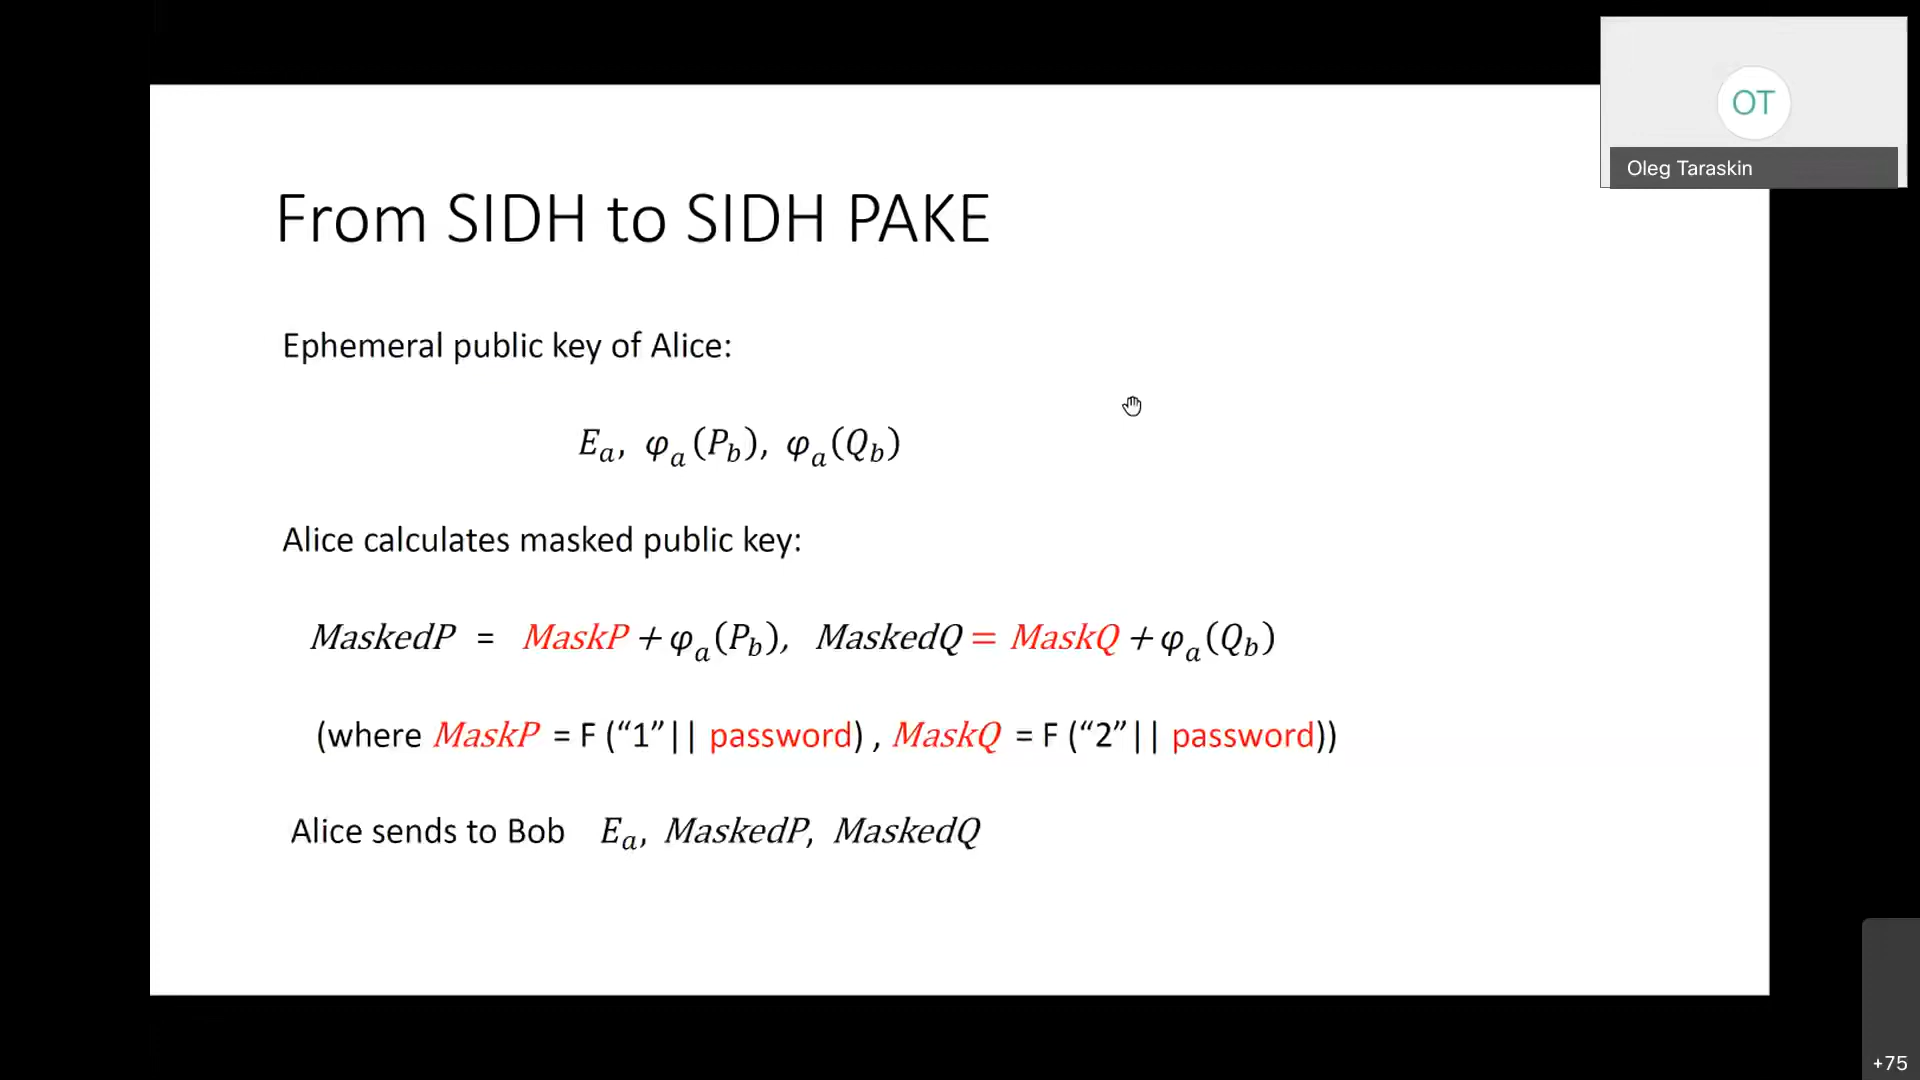 OT
Oleg Taraskin
From SIDH to SIDH PAKE
Ephemeral public key of Alice:
Eₐ, φₐ(P_b), φₐ(Q_b)
Alice calculates masked public key:
MaskedP = MaskP + φₐ(P_b), MaskedQ = MaskQ + φₐ(Q_b)
(where MaskP = F (“1”|| password) , MaskQ = F (“2”|| password))
Alice sends to Bob Eₐ, MaskedP, MaskedQ
+75